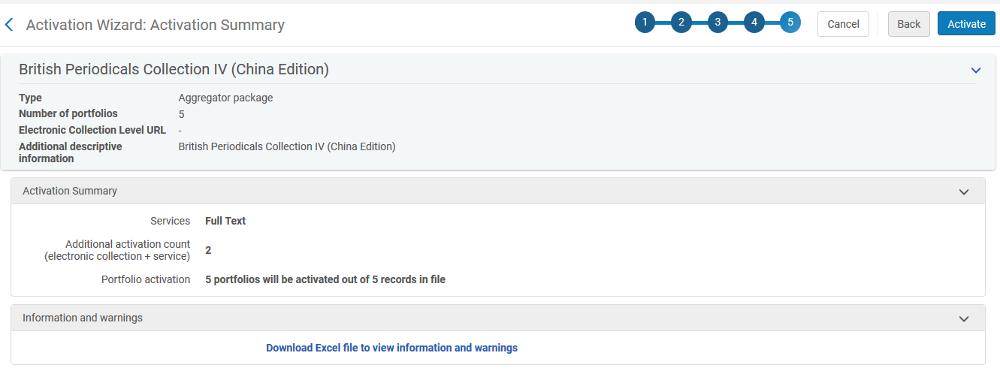 Activation Wizard: Activation Summary
1 2 3 4 5
Cancel
Back
Activate
British Periodicals Collection IV (China Edition)
Type Aggregator package
Number of portfolios 5
Electronic Collection Level URL -
Additional descriptive information British Periodicals Collection IV (China Edition)
Activation Summary
Services Full Text
Additional activation count
(electronic collection + service) 2
Portfolio activation 5 portfolios will be activated out of 5 records in file
Information and warnings
Download Excel file to view information and warnings